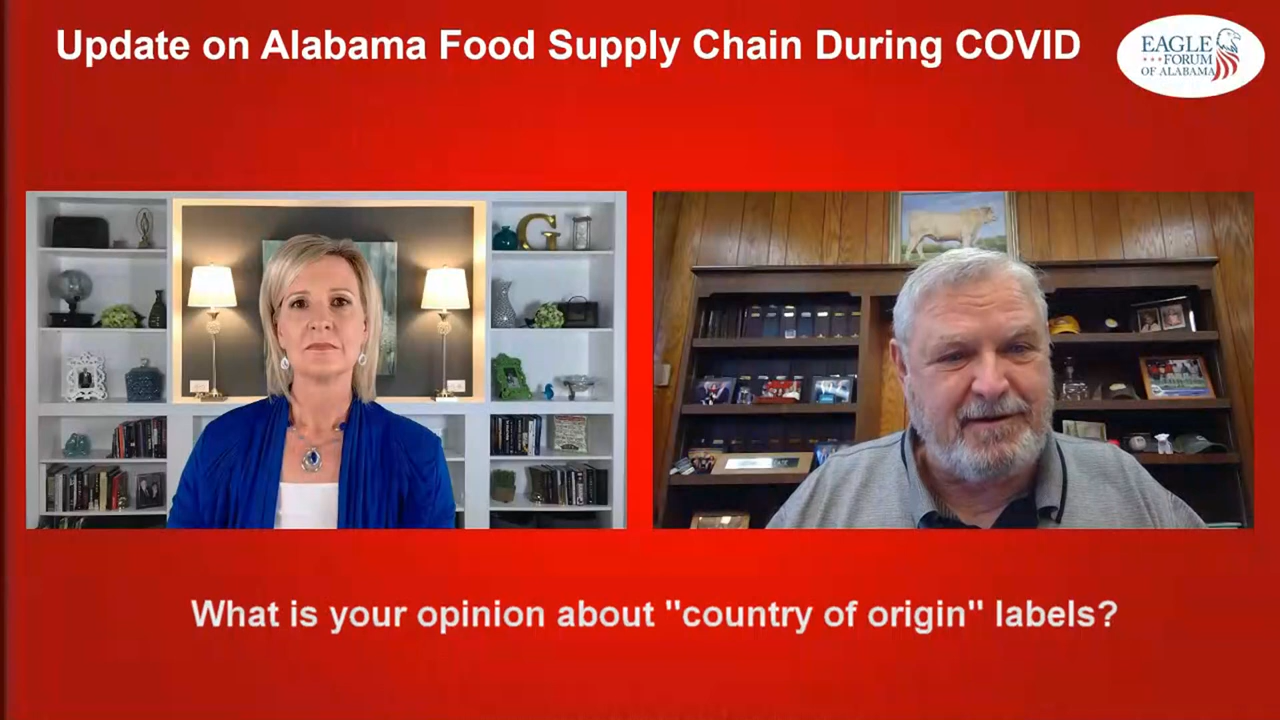 Update on Alabama Food Supply Chain During COVID
EAGLE
FORUM
OF ALABAMA
G
What is your opinion about "country of origin" labels?